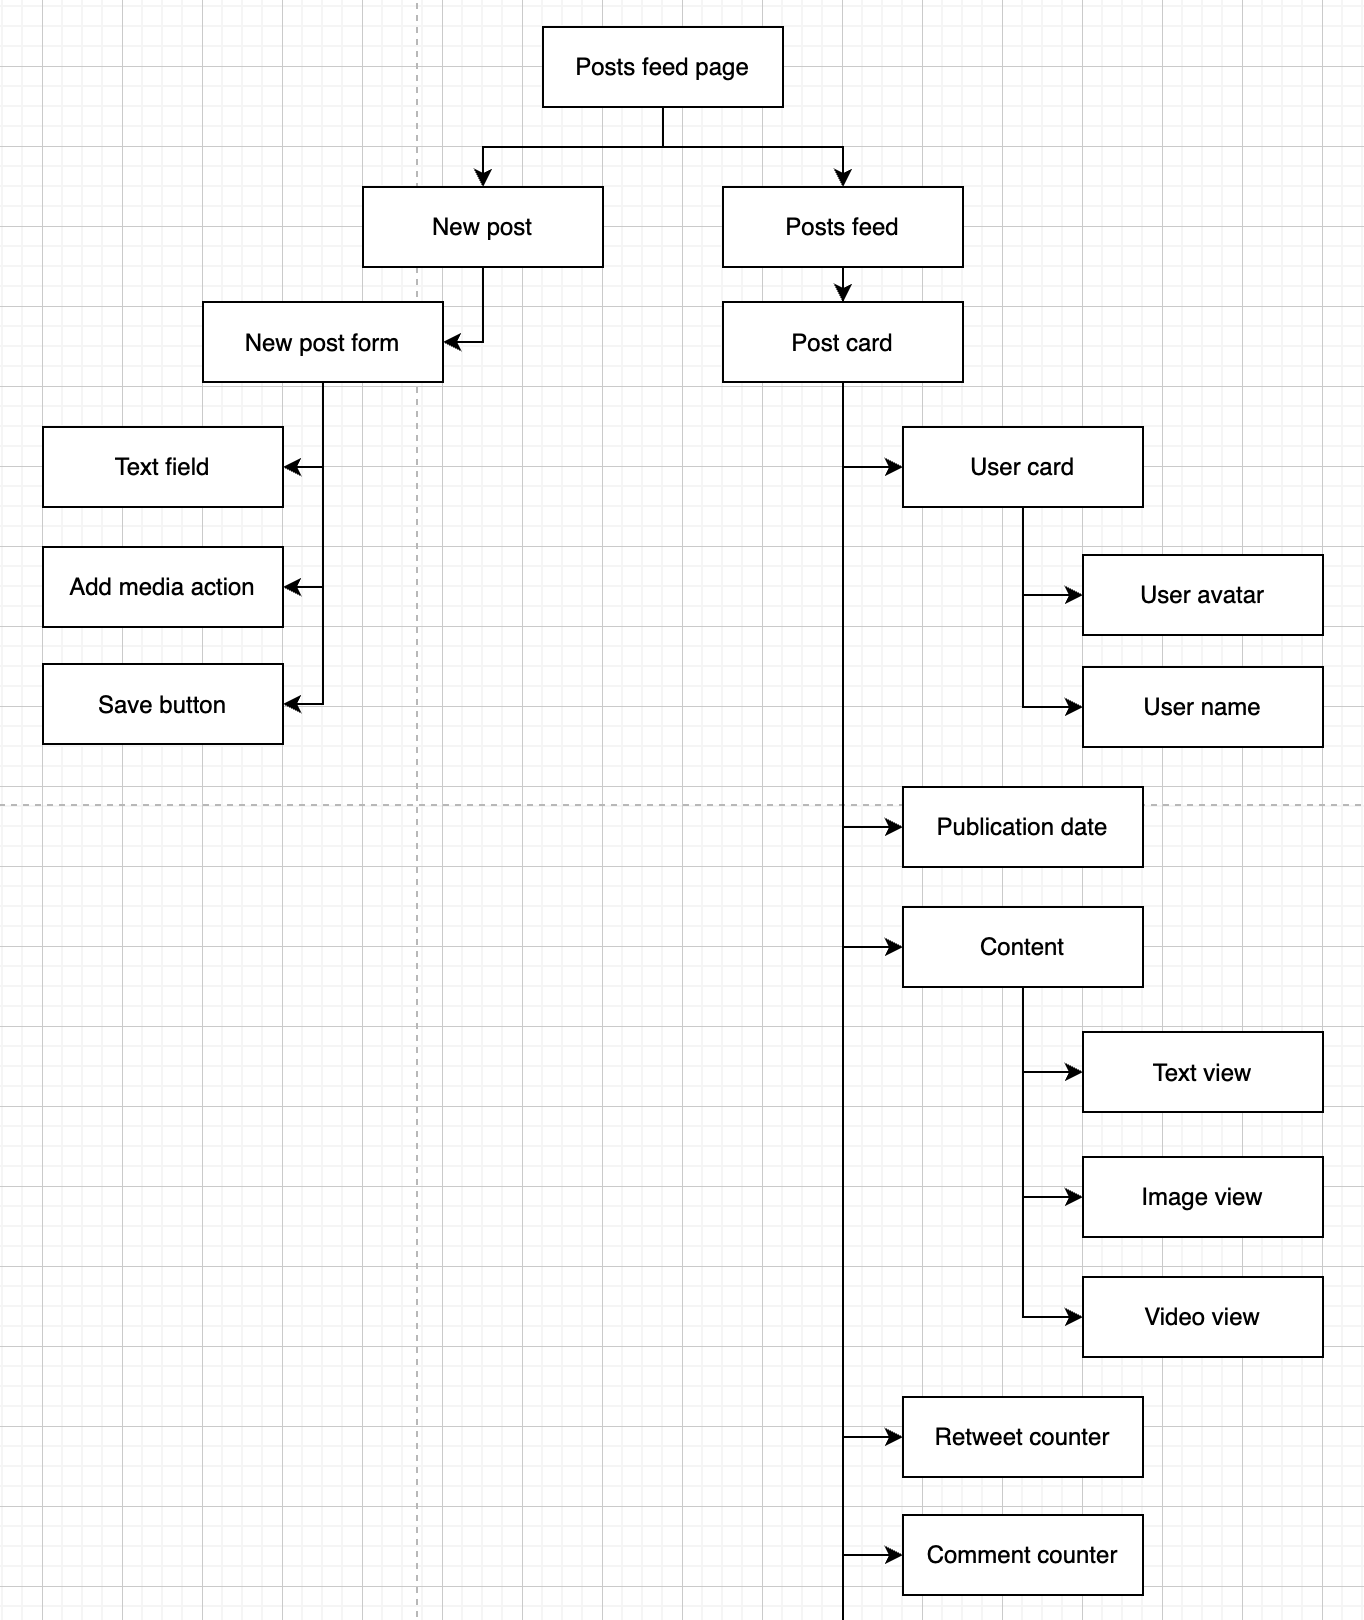 Posts feed page
New post
Posts feed
New post form
Post card
Text field
User card
Add media action
User avatar
Save button
User name
Publication date
Content
Text view
Image view
Video view
Retweet counter
Comment counter